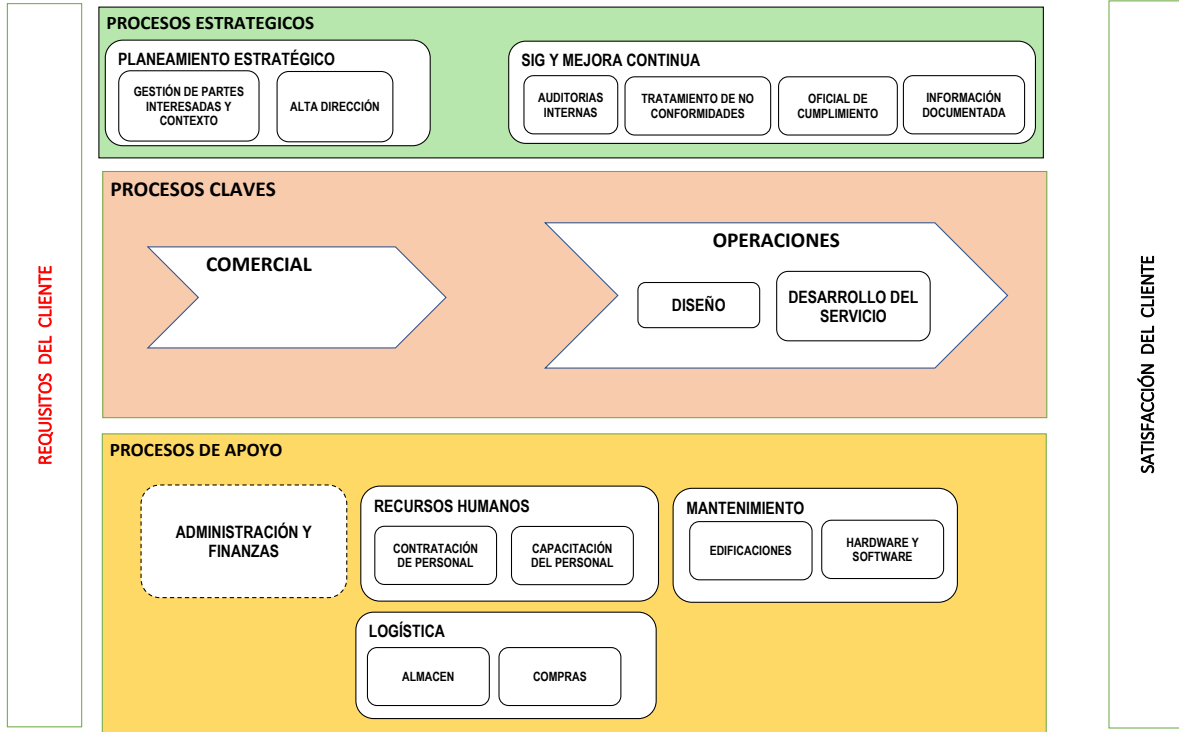 REQUISITOS DEL CLIENTE
PROCESOS ESTRATEGICOS
PLANEAMIENTO ESTRATÉGICO
GESTIÓN DE PARTES
INTERESADAS Y
CONTEXTO
ALTA DIRECCIÓN
SIG Y MEJORA CONTINUA
AUDITORIAS
INTERNAS
TRATAMIENTO DE NO
CONFORMIDADES
OFICIAL DE
CUMPLIMIENTO
INFORMACIÓN
DOCUMENTADA
PROCESOS CLAVES
COMERCIAL
OPERACIONES
DISEÑO
DESARROLLO DEL
SERVICIO
PROCESOS DE APOYO
ADMINISTRACIÓN Y
FINANZAS
RECURSOS HUMANOS
CONTRATACIÓN
DE PERSONAL
CAPACITACIÓN
DEL PERSONAL
MANTENIMIENTO
EDIFICACIONES
HARDWARE Y
SOFTWARE
LOGÍSTICA
ALMACEN
COMPRAS
SATISFACCIÓN DEL CLIENTE